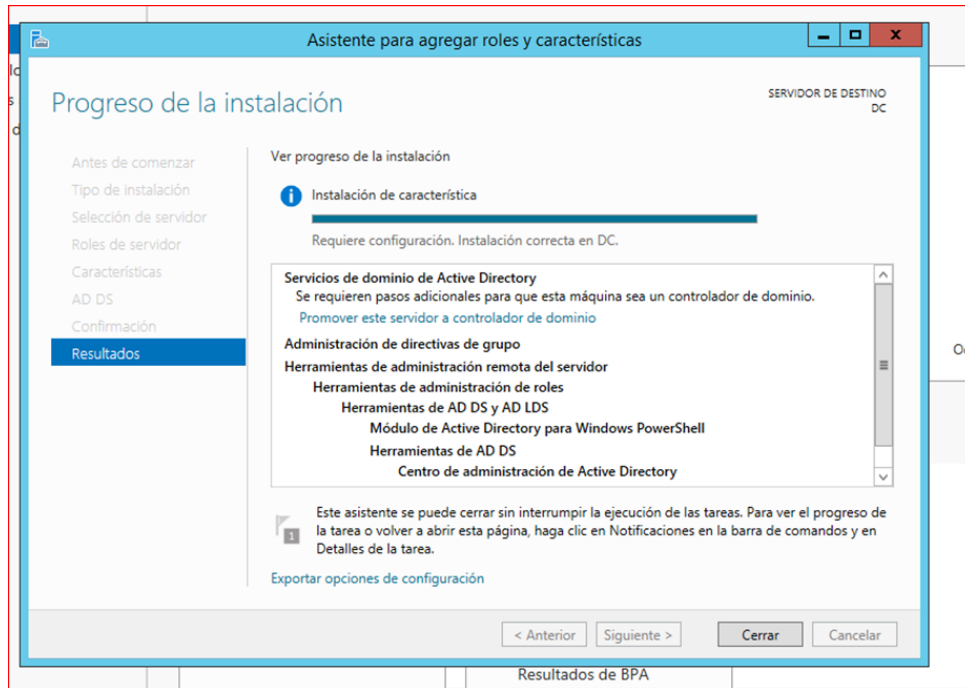 Asistente para agregar roles y características
Progreso de la instalación
SERVIDOR DE DESTINO
DC
Antes de comenzar
Tipo de instalación
Selección de servidor
Roles de servidor
Características
AD DS
Confirmación
Resultados
Ver progreso de la instalación
Instalación de característica
Requiere configuración. Instalación correcta en DC.
Servicios de dominio de Active Directory
Se requieren pasos adicionales para que esta máquina sea un controlador de dominio.
Promover este servidor a controlador de dominio
Administración de directivas de grupo
Herramientas de administración remota del servidor
Herramientas de administración de roles
Herramientas de AD DS y AD LDS
Módulo de Active Directory para Windows PowerShell
Herramientas de AD DS
Centro de administración de Active Directory
1
Este asistente se puede cerrar sin interrumpir la ejecución de las tareas. Para ver el progreso de
la tarea o volver a abrir esta página, haga clic en Notificaciones en la barra de comandos y en
Detalles de la tarea.
Exportar opciones de configuración
< Anterior
Siguiente >
Cerrar
Cancelar
Resultados de BPA